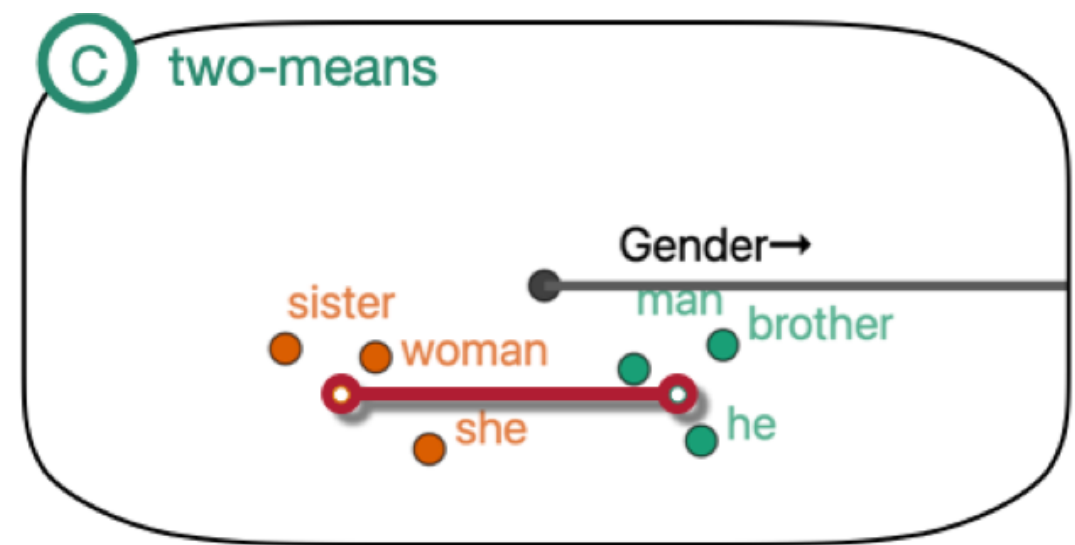 C two-means
Gender→
sister man
brother
woman
she he